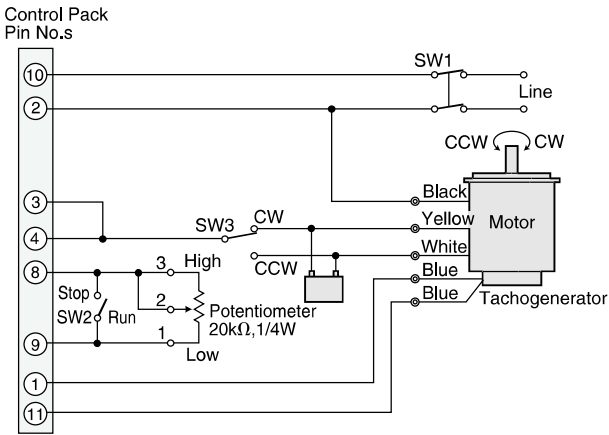 Control Pack
Pin No.s
10
SW1
2
Line
CCW
CW
Black
3
SW3
CW
Yellow
Motor
4
White
CCW
8
3
High
Blue
Stop
2
Potentiometer
Blue
Tachogenerator
SW2
Run
20kΩ,1/4W
9
1
Low
1
11